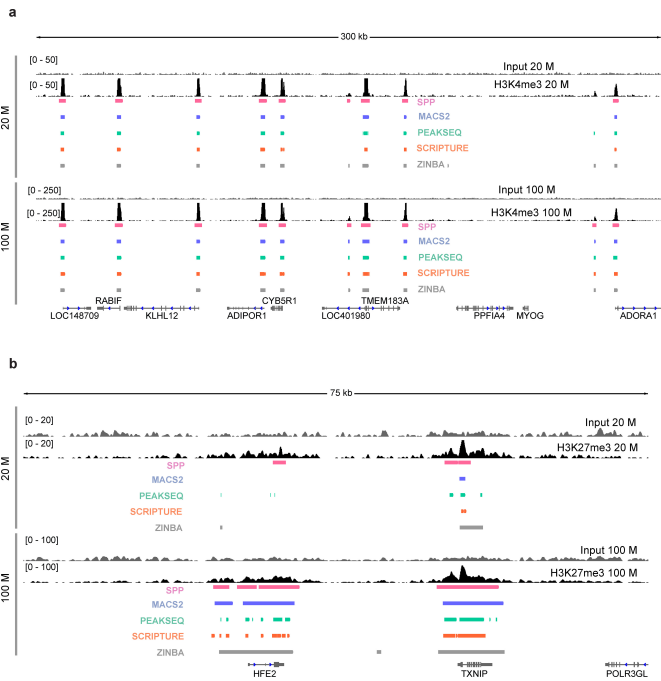 a
300 kb
[0 - 50]
Input 20 M
[0 - 50]
H3K4me3 20 M
20 M
SPP
MACS2
PEAKSEQ
SCRIPTURE
ZINBA
[0 - 250]
Input 100 M
[0 - 250]
H3K4me3 100 M
100 M
SPP
MACS2
PEAKSEQ
SCRIPTURE
ZINBA
RABIF CYB5R1 TMEM183A
LOC148709 KLHL12 ADIPOR1 LOC401980 PPFIA4 MYOG ADORA1
b
75 kb
[0 - 20]
Input 20 M
[0 - 20]
H3K27me3 20 M
20 M
SPP
MACS2
PEAKSEQ
SCRIPTURE
ZINBA
[0 - 100]
Input 100 M
[0 - 100]
H3K27me3 100 M
100 M
SPP
MACS2
PEAKSEQ
SCRIPTURE
ZINBA
HFE2 TXNIP POLR3GL